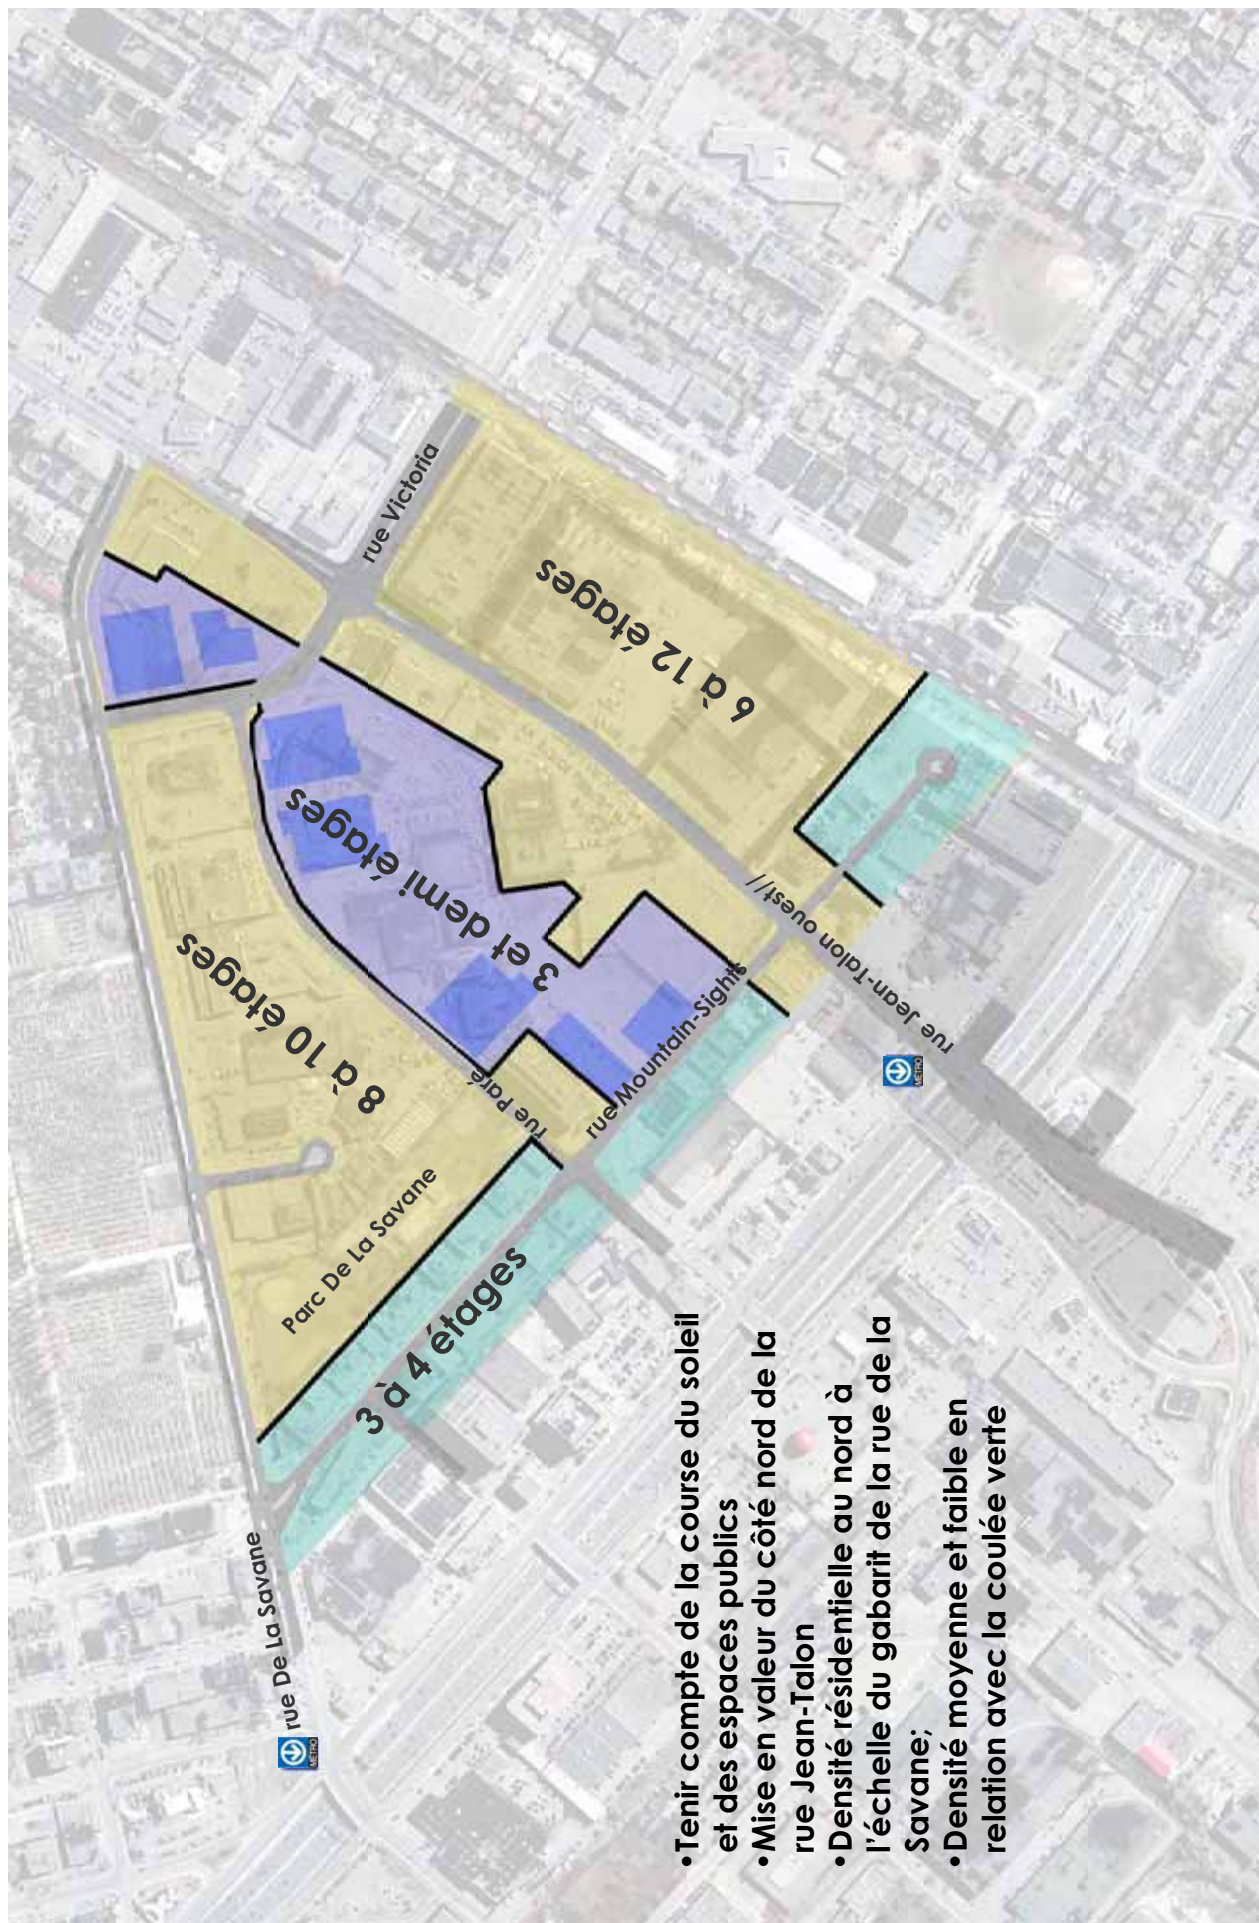 rue De La Savane
METRO
Parc De La Savane
3 à 4 étages
8 à 10 étages
rue Paré
3 et demi étages
rue Mountain-Sights
rue Victoria
6 à 12 étages
rue Jean-Talon ouest//
METRO
•Tenir compte de la course du soleil
et des espaces publics
•Mise en valeur du côté nord de la
rue Jean-Talon
•Densité résidentielle au nord à
l'échelle du gabarit de la rue de la
Savane;
•Densité moyenne et faible en
relation avec la coulée verte